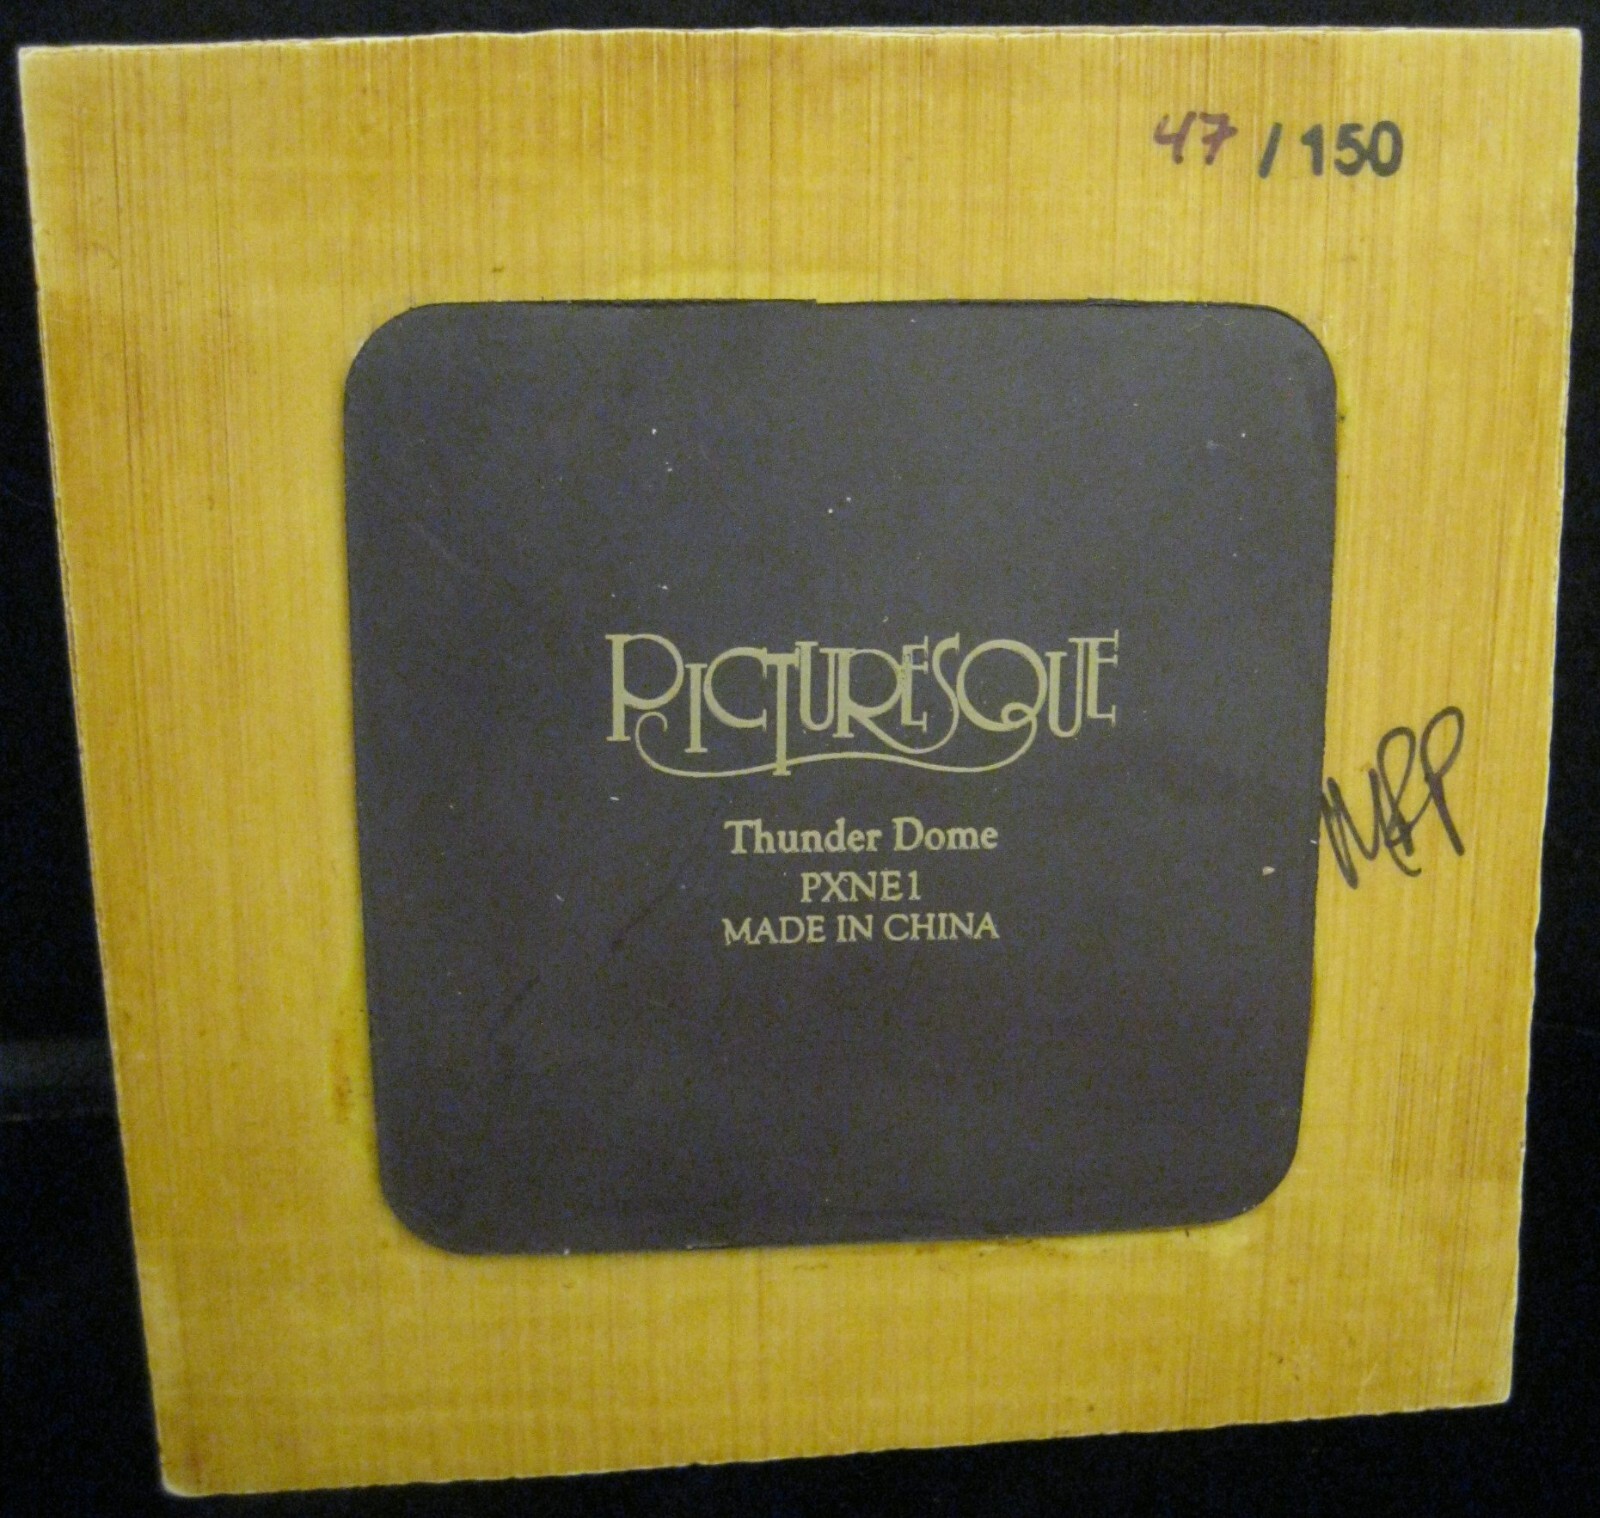 47 / 150
PICTURESQUE
Thunder Dome
PXNE1
MADE IN CHINA